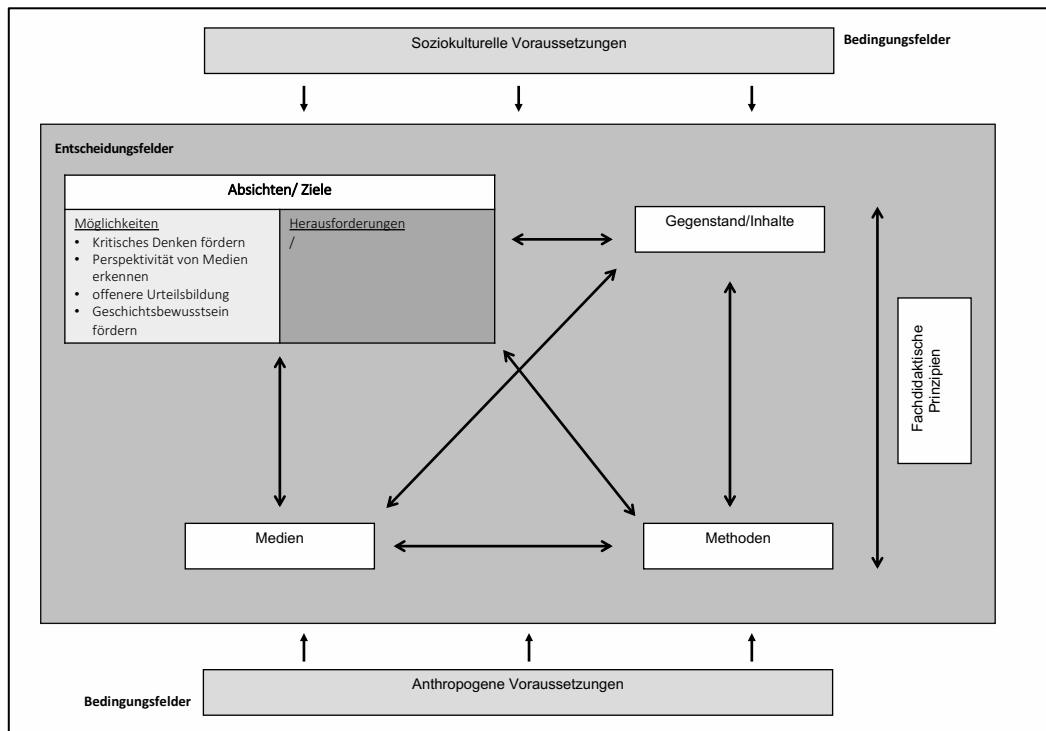 Soziokulturelle Voraussetzungen
Bedingungsfelder
Entscheidungsfelder
Absichten/ Ziele
Möglichkeiten
• Kritisches Denken fördern
• Perspektivität von Medien
erkennen
• offenere Urteilsbildung
• Geschichtsbewusstsein
fördern
Herausforderungen
/
Gegenstand/Inhalte
Fachdidaktische
Prinzipien
Medien
Methoden
Anthropogene Voraussetzungen
Bedingungsfelder